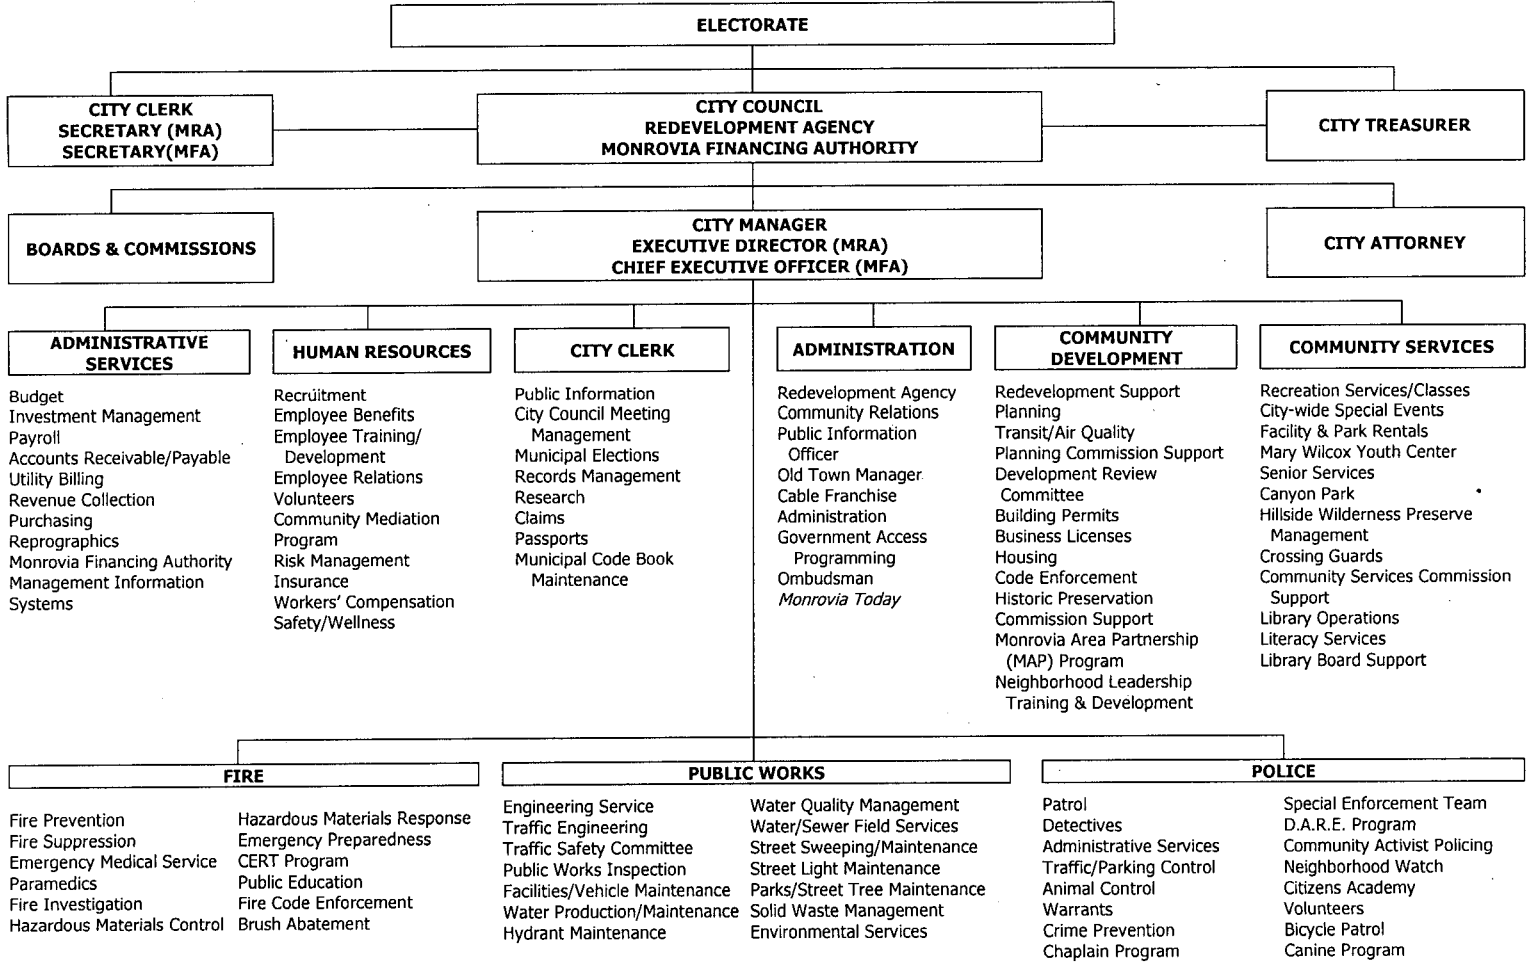 ELECTORATE
CITY CLERK
SECRETARY (MRA)
SECRETARY(MFA)
CITY COUNCIL
REDEVELOPMENT AGENCY
MONROVIA FINANCING AUTHORITY
CITY TREASURER
BOARDS & COMMISSIONS
CITY MANAGER
EXECUTIVE DIRECTOR (MRA)
CHIEF EXECUTIVE OFFICER (MFA)
CITY ATTORNEY
ADMINISTRATIVE
SERVICES
Budget
Investment Management
Payroll
Accounts Receivable/Payable
Utility Billing
Revenue Collection
Purchasing
Reprographics
Monrovia Financing Authority
Management Information
Systems
HUMAN RESOURCES
Recruitment
Employee Benefits
Employee Training/
Development
Employee Relations
Volunteers
Community Mediation
Program
Risk Management
Insurance
Workers' Compensation
Safety/Wellness
CITY CLERK
Public Information
City Council Meeting
Management
Municipal Elections
Records Management
Research
Claims
Passports
Municipal Code Book
Maintenance
ADMINISTRATION
Redevelopment Agency
Community Relations
Public Information
Officer
Old Town Manager
Cable Franchise
Administration
Government Access
Programming
Ombudsman
Monrovia Today
COMMUNITY
DEVELOPMENT
Redevelopment Support
Planning
Transit/Air Quality
Planning Commission Support
Development Review
Committee
Building Permits
Business Licenses
Housing
Code Enforcement
Historic Preservation
Commission Support
Monrovia Area Partnership
(MAP) Program
Neighborhood Leadership
Training & Development
COMMUNITY SERVICES
Recreation Services/Classes
City-wide Special Events
Facility & Park Rentals
Mary Wilcox Youth Center
Senior Services
Canyon Park
Hillside Wilderness Preserve
Management
Crossing Guards
Community Services Commission
Support
Library Operations
Literacy Services
Library Board Support
FIRE
Fire Prevention
Fire Suppression
Emergency Medical Service
Paramedics
Fire Investigation
Hazardous Materials Control
Hazardous Materials Response
Emergency Preparedness
CERT Program
Public Education
Fire Code Enforcement
Brush Abatement
PUBLIC WORKS
Engineering Service
Traffic Engineering
Traffic Safety Committee
Public Works Inspection
Facilities/Vehicle Maintenance
Water Production/Maintenance
Hydrant Maintenance
Water Quality Management
Water/Sewer Field Services
Street Sweeping/Maintenance
Street Light Maintenance
Parks/Street Tree Maintenance
Solid Waste Management
Environmental Services
POLICE
Patrol
Detectives
Administrative Services
Traffic/Parking Control
Animal Control
Warrants
Crime Prevention
Chaplain Program
Special Enforcement Team
D.A.R.E. Program
Community Activist Policing
Neighborhood Watch
Citizens Academy
Volunteers
Bicycle Patrol
Canine Program